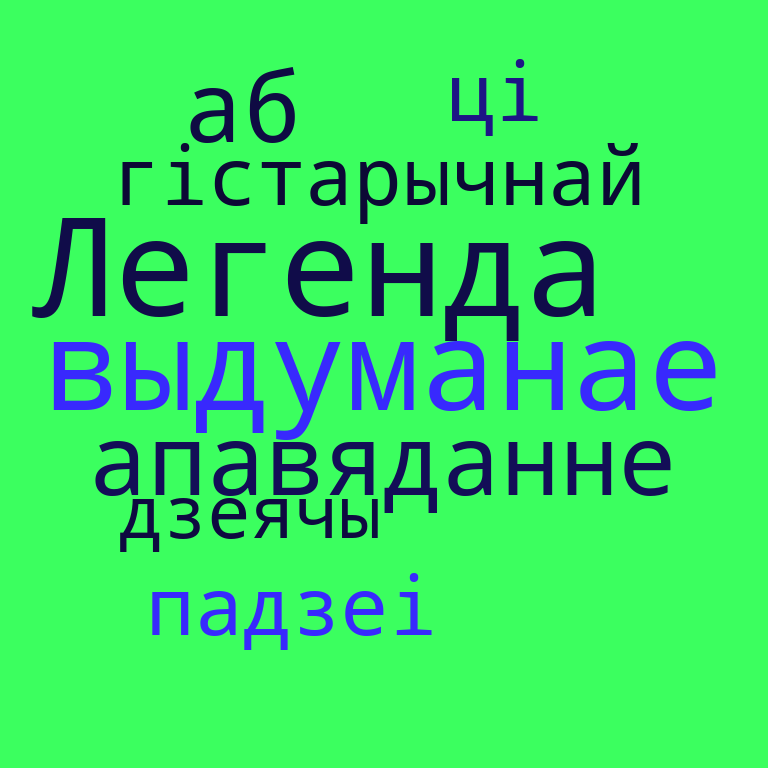 аб ці
гістарычнай
Легенда
выдуманае
апавяданне
дзеячы
падзеі